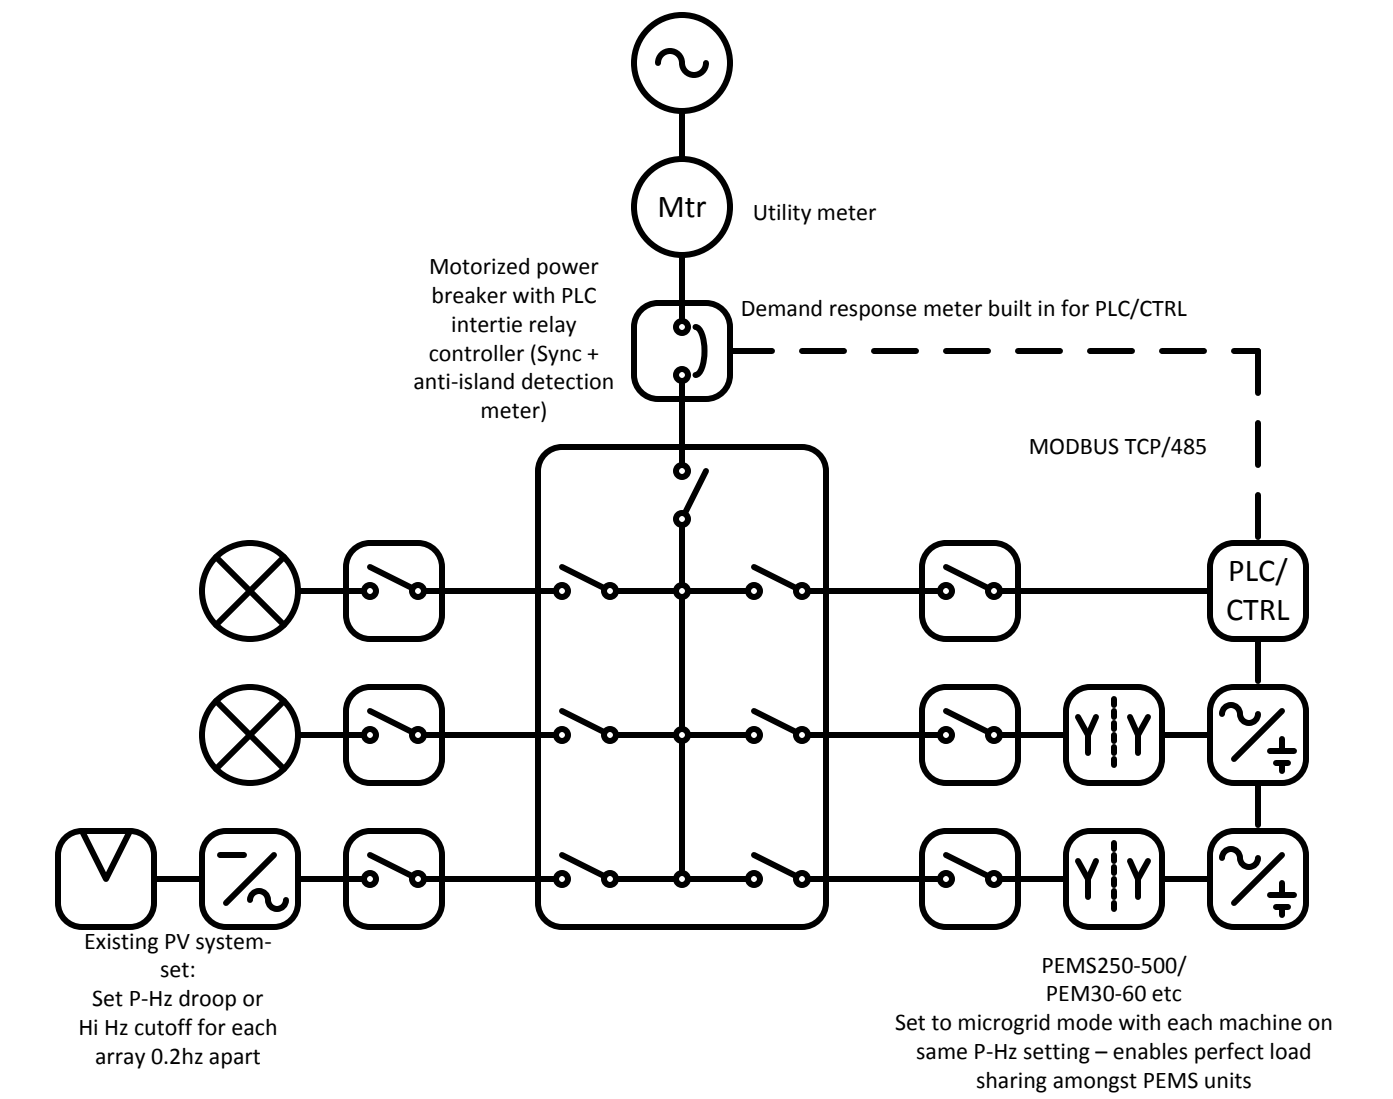 Mtr
Utility meter
Motorized power
breaker with PLC
intertie relay
controller (Sync +
anti-island detection
meter)
Demand response meter built in for PLC/CTRL
MODBUS TCP/485
PLC/
CTRL
Y Y
Y Y
Existing PV system-
set:
Set P-Hz droop or
Hi Hz cutoff for each
array 0.2hz apart
PEMS250-500/
PEM30-60 etc
Set to microgrid mode with each machine on
same P-Hz setting – enables perfect load
sharing amongst PEMS units